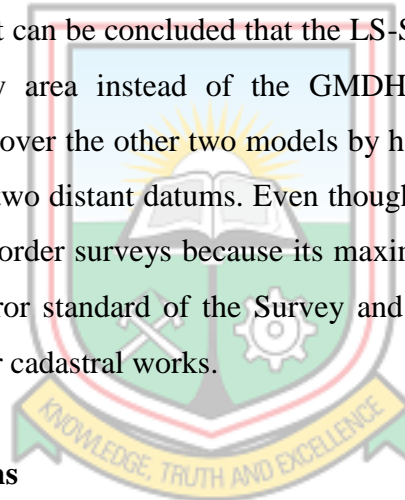 t can be concluded that the LS-S
y area instead of the GMDH
over the other two models by h
two distant datums. Even though
order surveys because its maxin
ror standard of the Survey and
r cadastral works.
KNOWLEDGE, TRUTH AND EXCELLENCE
ns